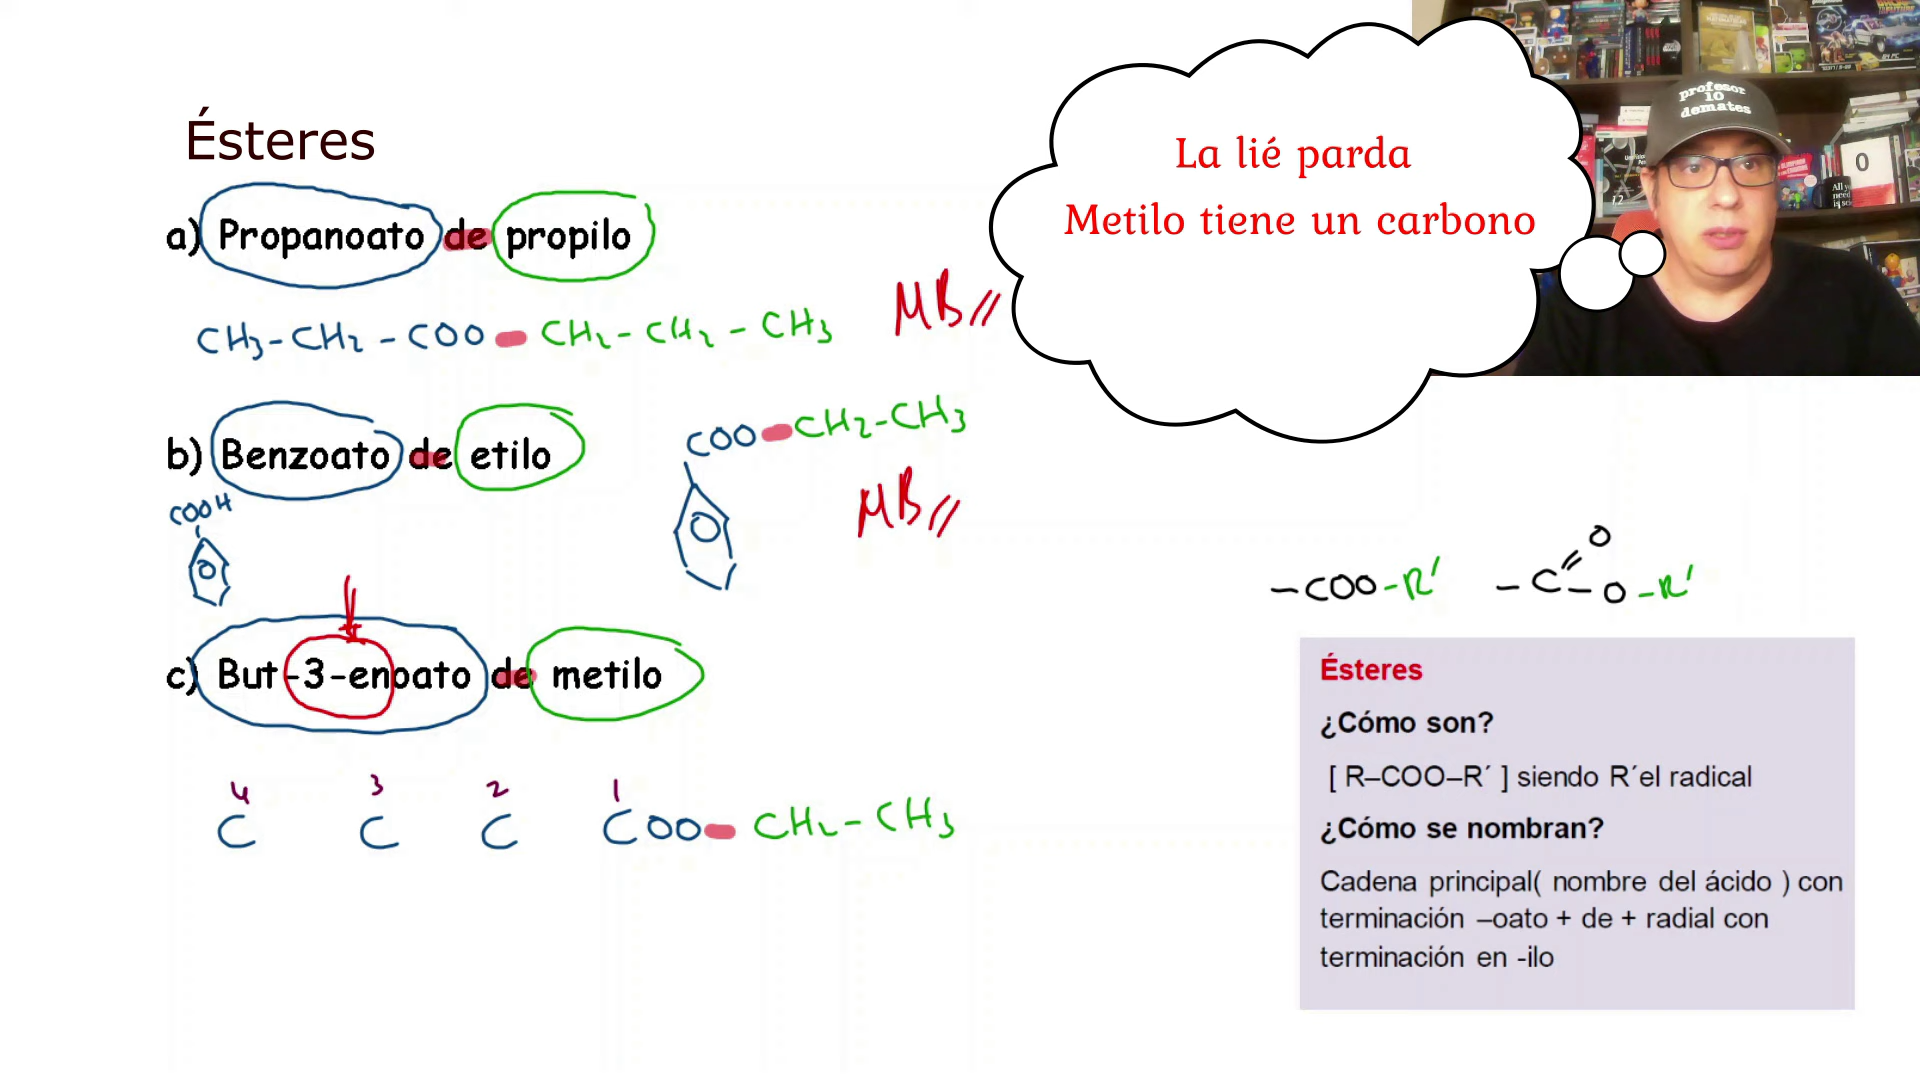 Ésteres
La lié parda
Metilo tiene un carbono
profesor
10
demates
a) Propanoato de propilo
CH3-CH2-COO-CH2-CH2-CH3
MB//
b) Benzoato de etilo
COO-CH2-CH3
COOH
MB//
c) But-3-enoato de metilo
4 3 2 1
C C C COO-CH2-CH3
-COO-R'
O
-C=
-O-R'
Ésteres
¿Cómo son?
[ R–COO–R´ ] siendo R´el radical
¿Cómo se nombran?
Cadena principal( nombre del ácido ) con
terminación –oato + de + radial con
terminación en -ilo